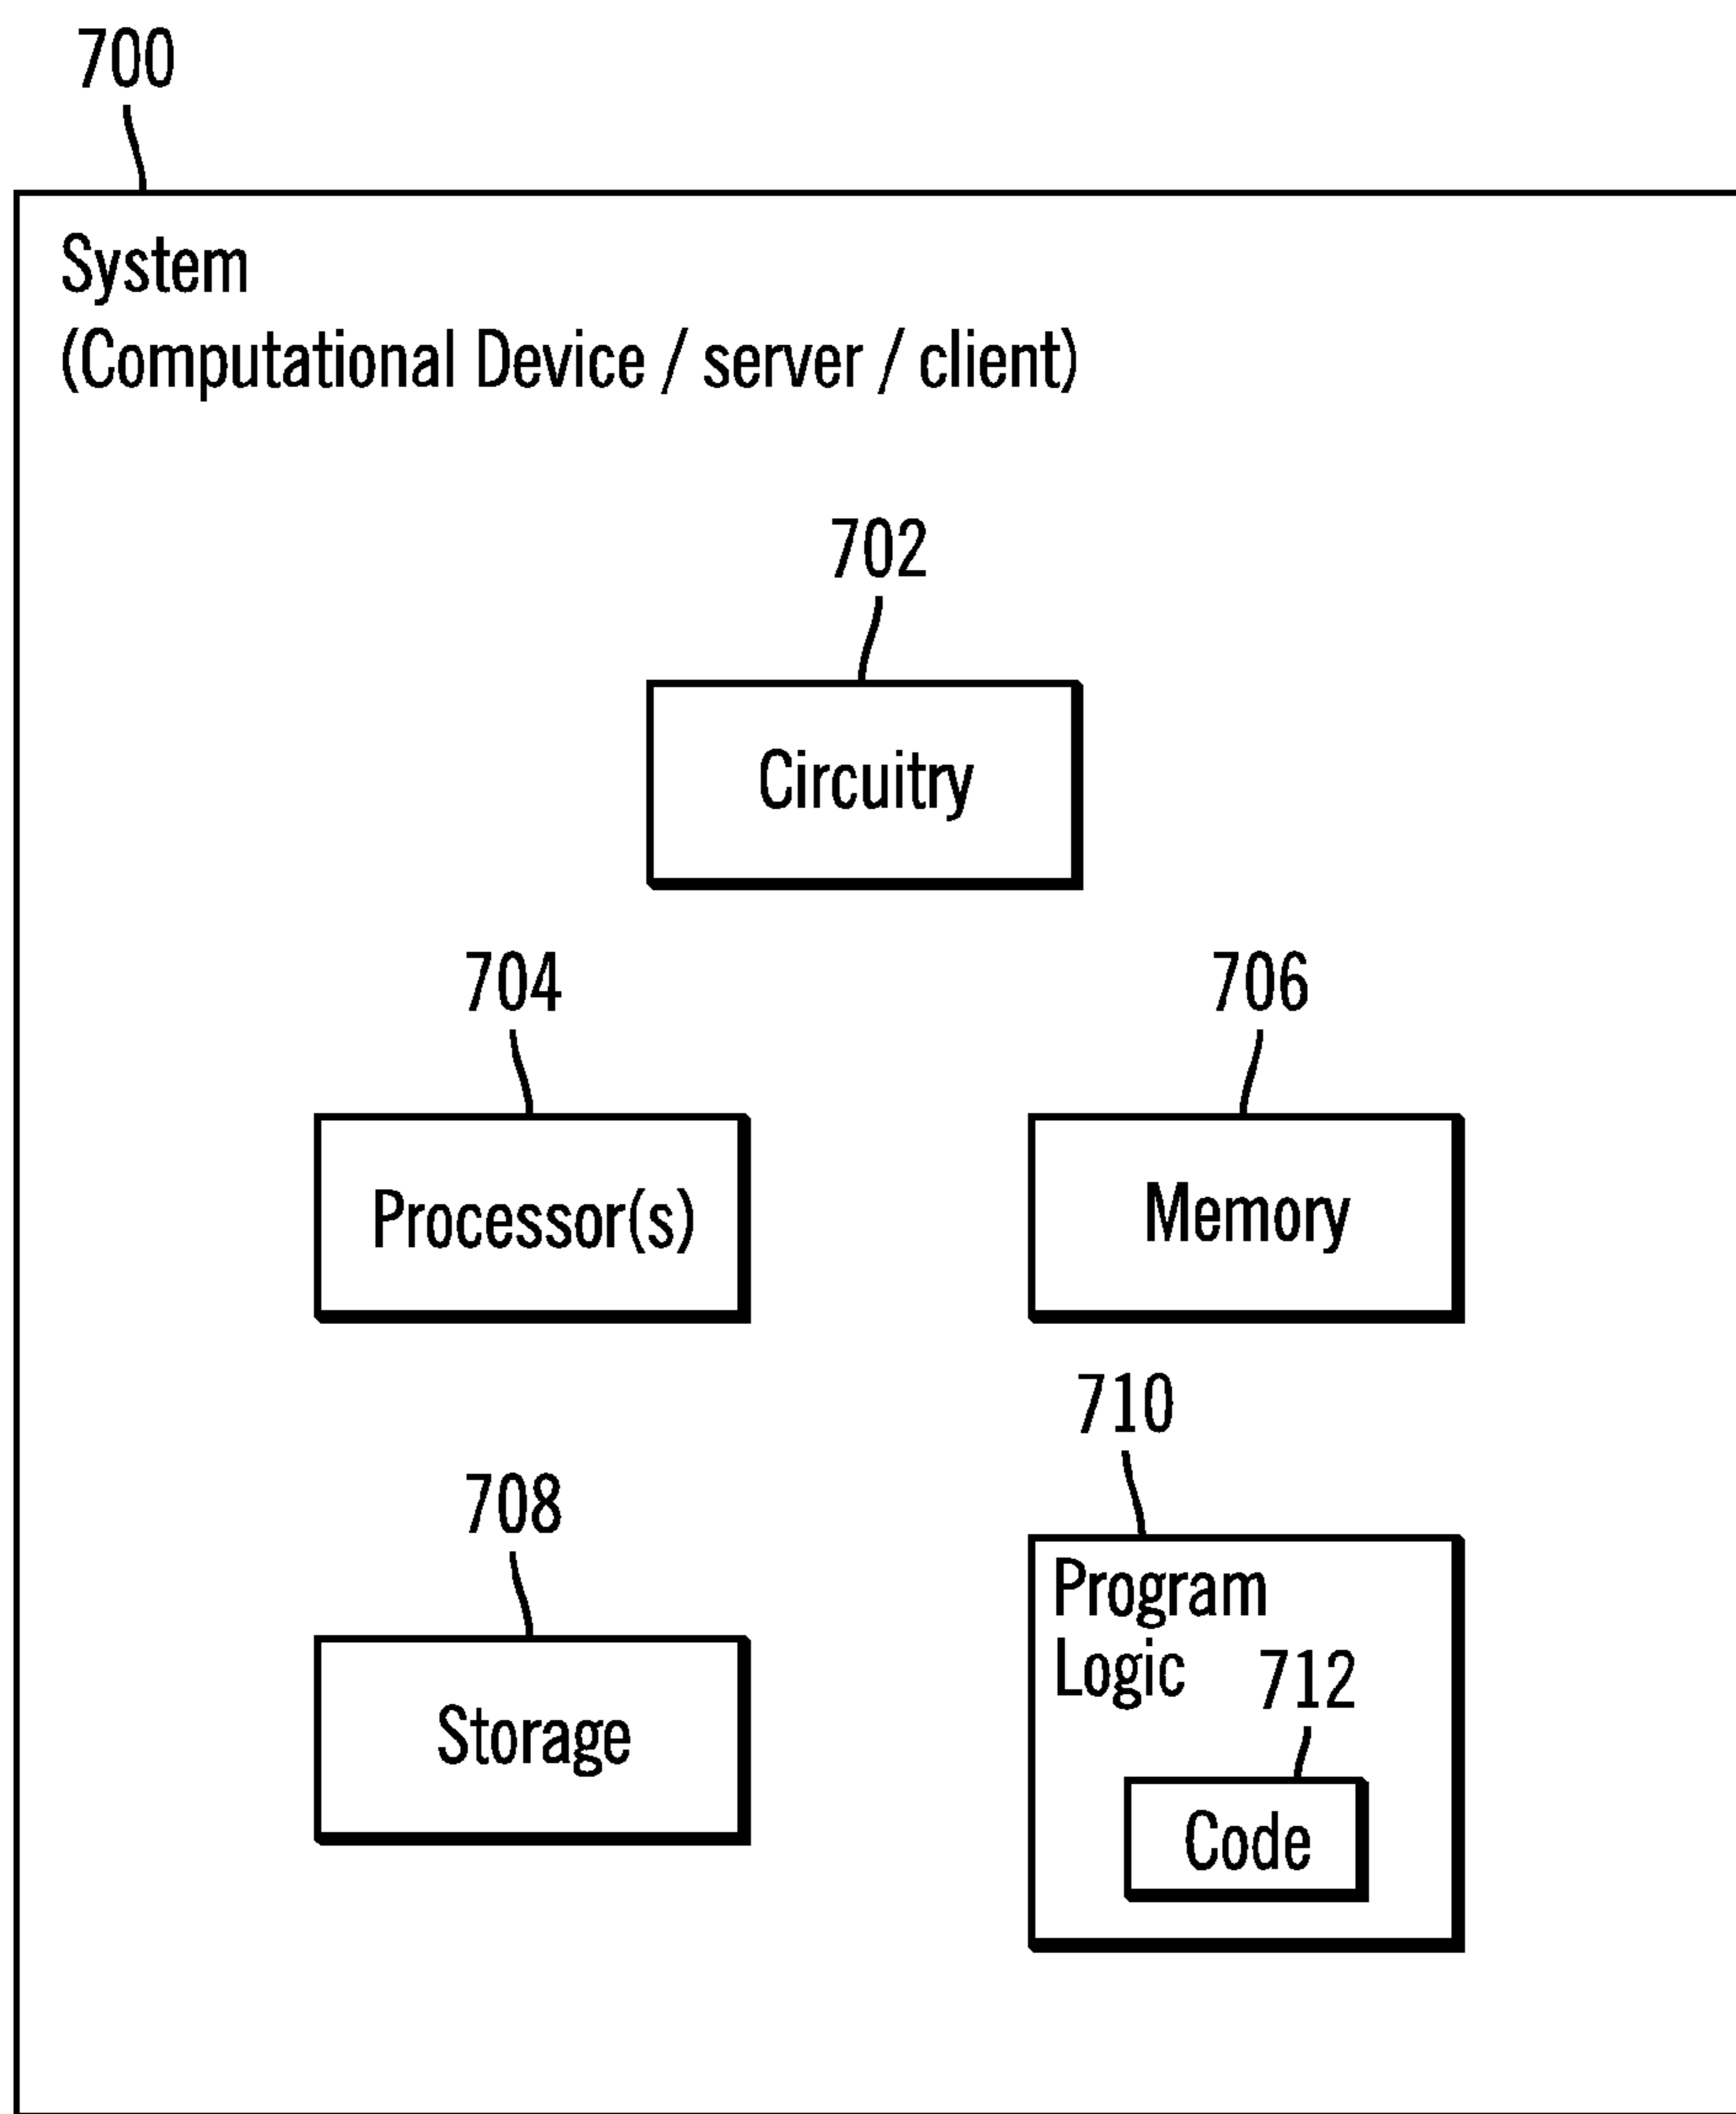 700
System
(Computational Device / server / client)
702
Circuitry
704
706
Processor(s)
Memory
710
708
Program
Logic
712
Storage
Code